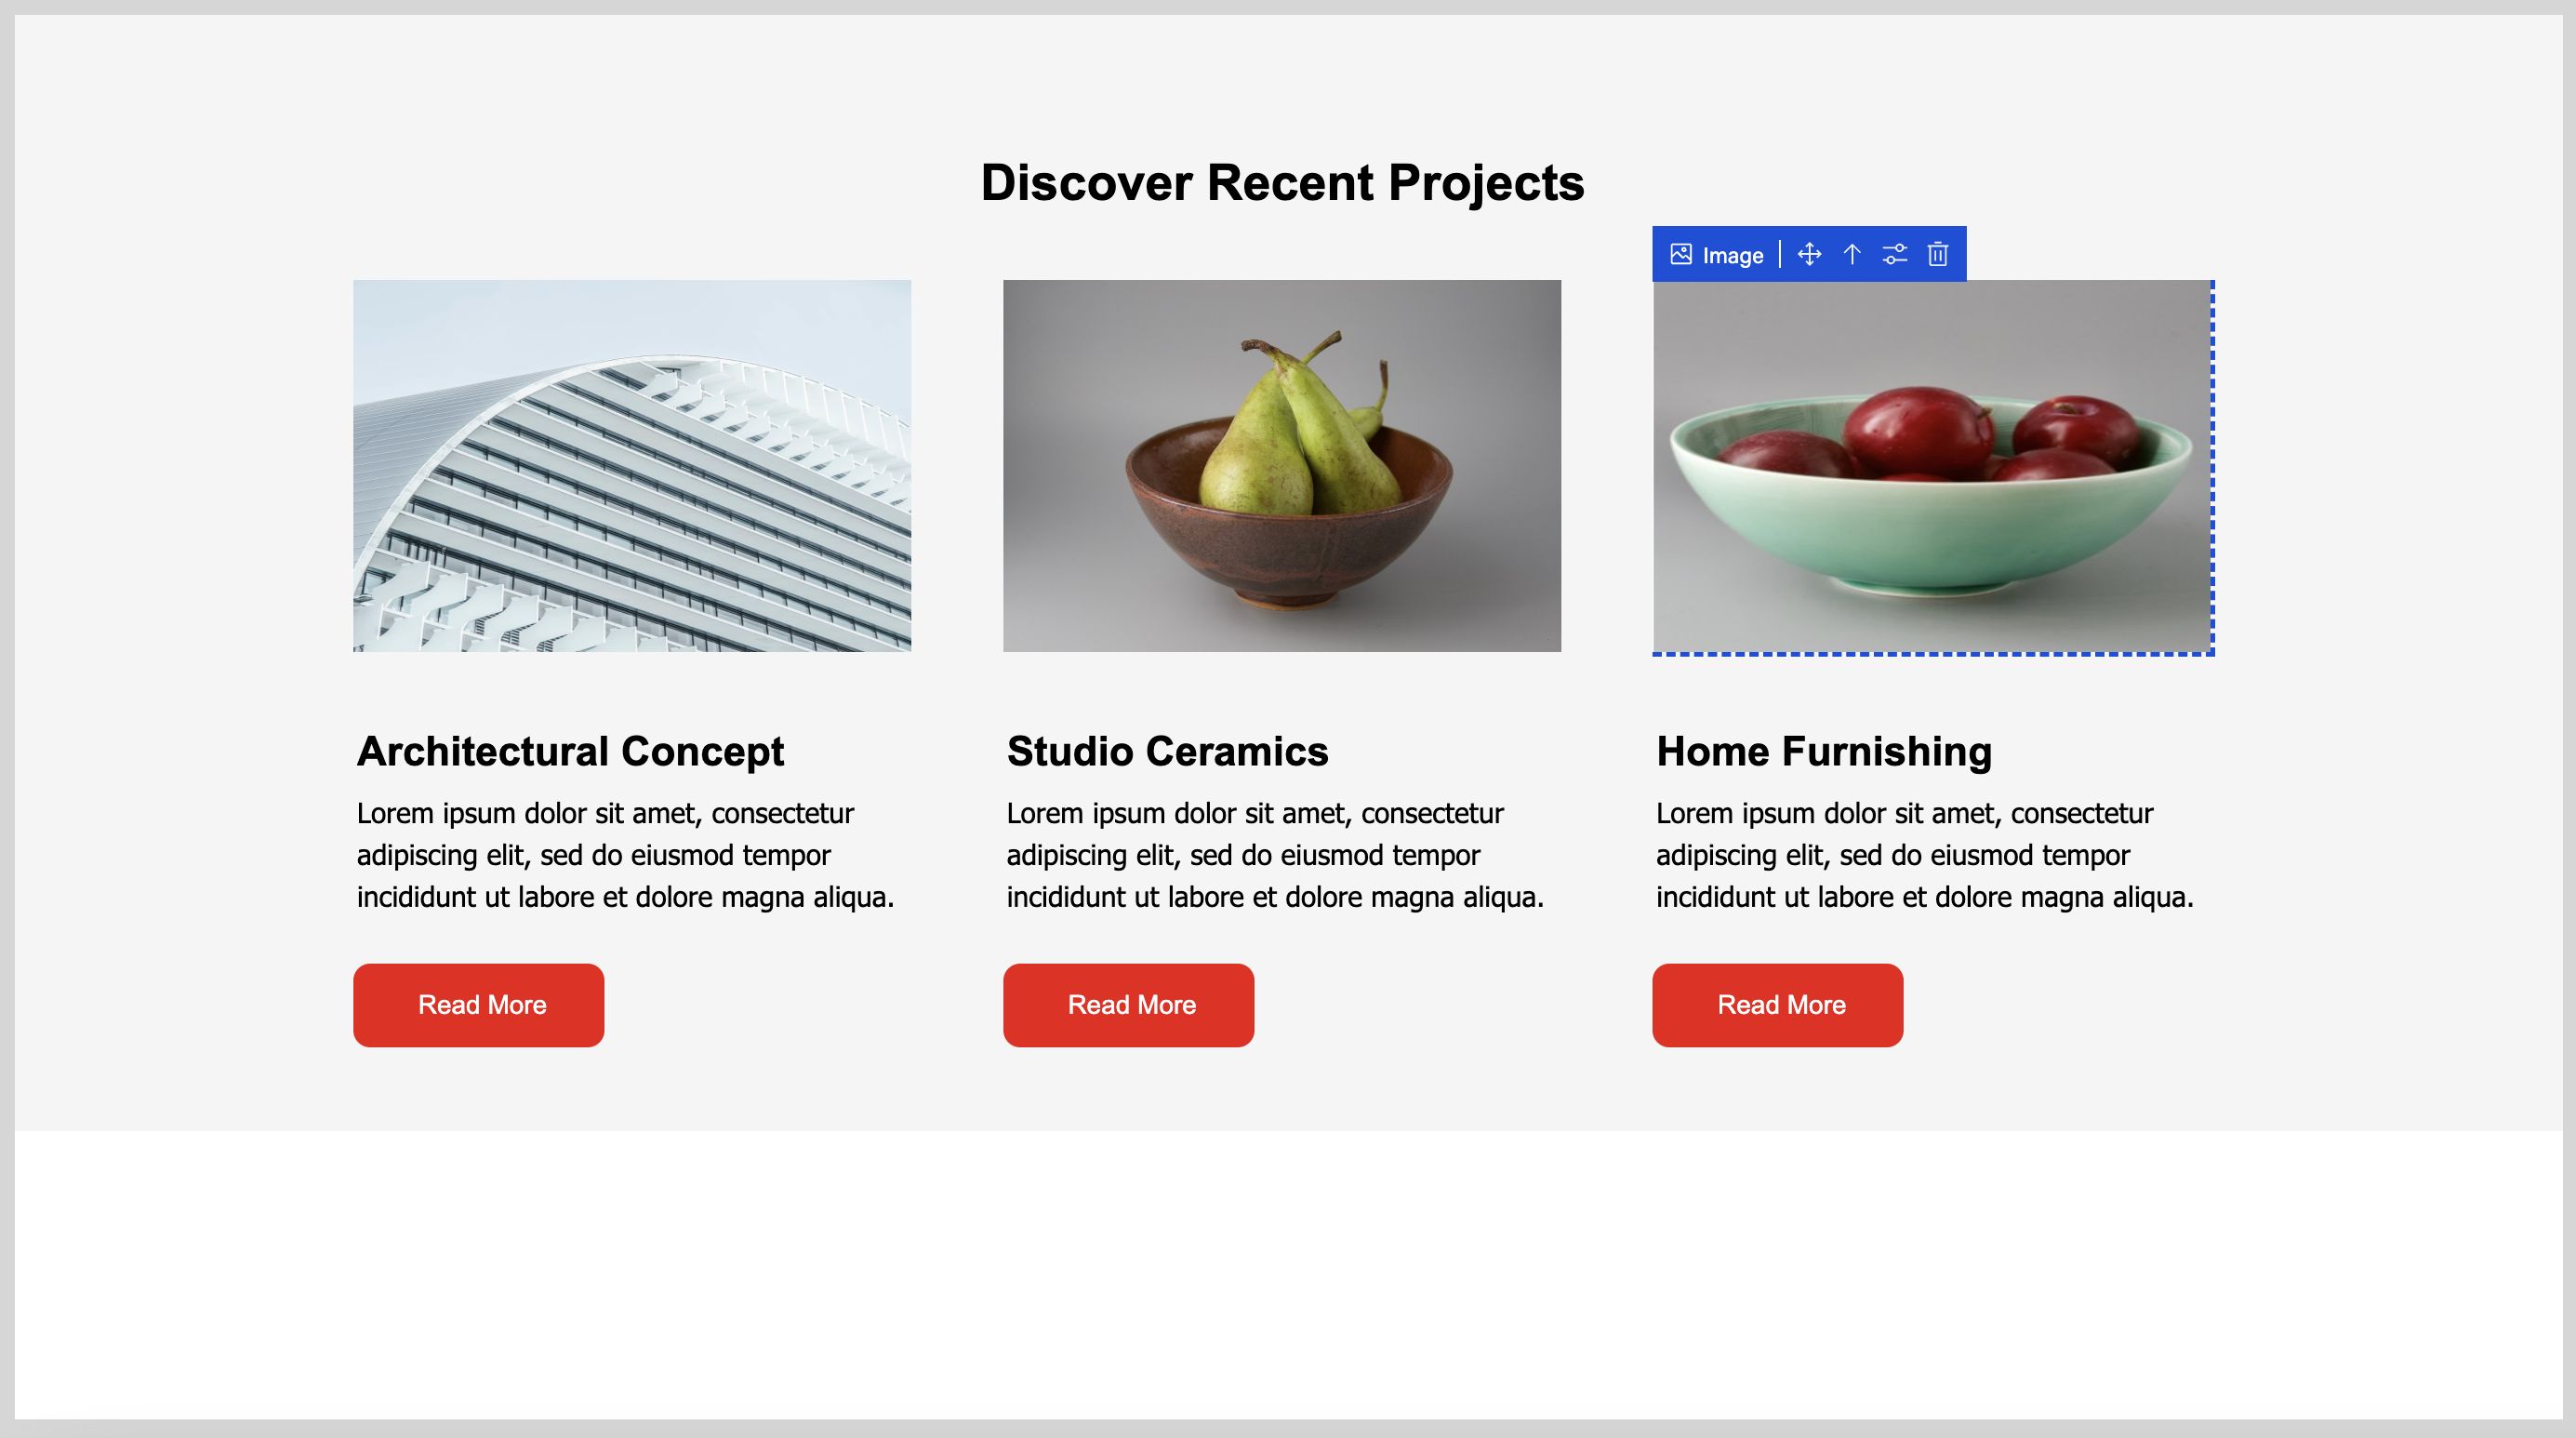 Discover Recent Projects
Image
Architectural Concept
Lorem ipsum dolor sit amet, consectetur
adipiscing elit, sed do eiusmod tempor
incididunt ut labore et dolore magna aliqua.
Read More
Studio Ceramics
Lorem ipsum dolor sit amet, consectetur
adipiscing elit, sed do eiusmod tempor
incididunt ut labore et dolore magna aliqua.
Read More
Home Furnishing
Lorem ipsum dolor sit amet, consectetur
adipiscing elit, sed do eiusmod tempor
incididunt ut labore et dolore magna aliqua.
Read More